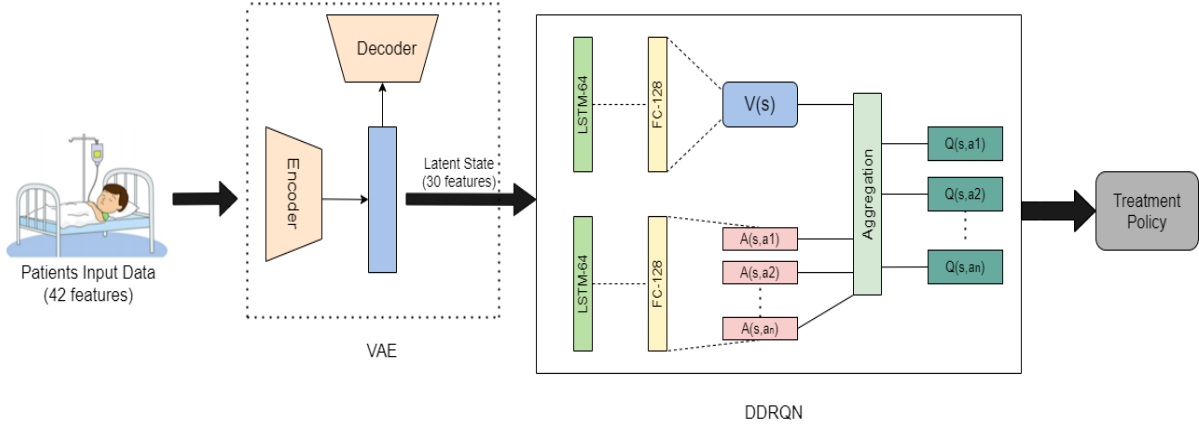 Patients Input Data
(42 features)
Encoder
Decoder
VAE
Latent State
(30 features)
LSTM-64
FC-128
V(s)
LSTM-64
FC-128
A(s,a1)
A(s,a2)
A(s,an)
Aggregation
Q(s,a1)
Q(s,a2)
Q(s,an)
DDRQN
Treatment
Policy